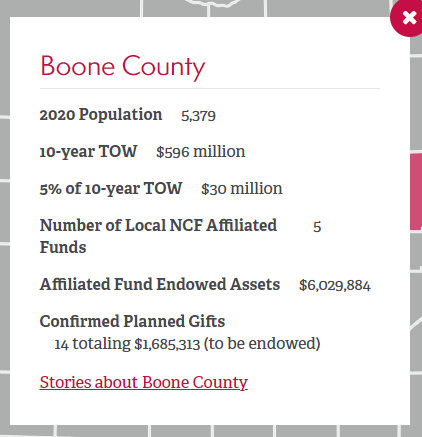 Boone County
2020 Population 5,379
10-year TOW $596 million
5% of 10-year TOW $30 million
Number of Local NCF Affiliated 5
Funds
Affiliated Fund Endowed Assets $6,029,884
Confirmed Planned Gifts
14 totaling $1,685,313 (to be endowed)
Stories about Boone County